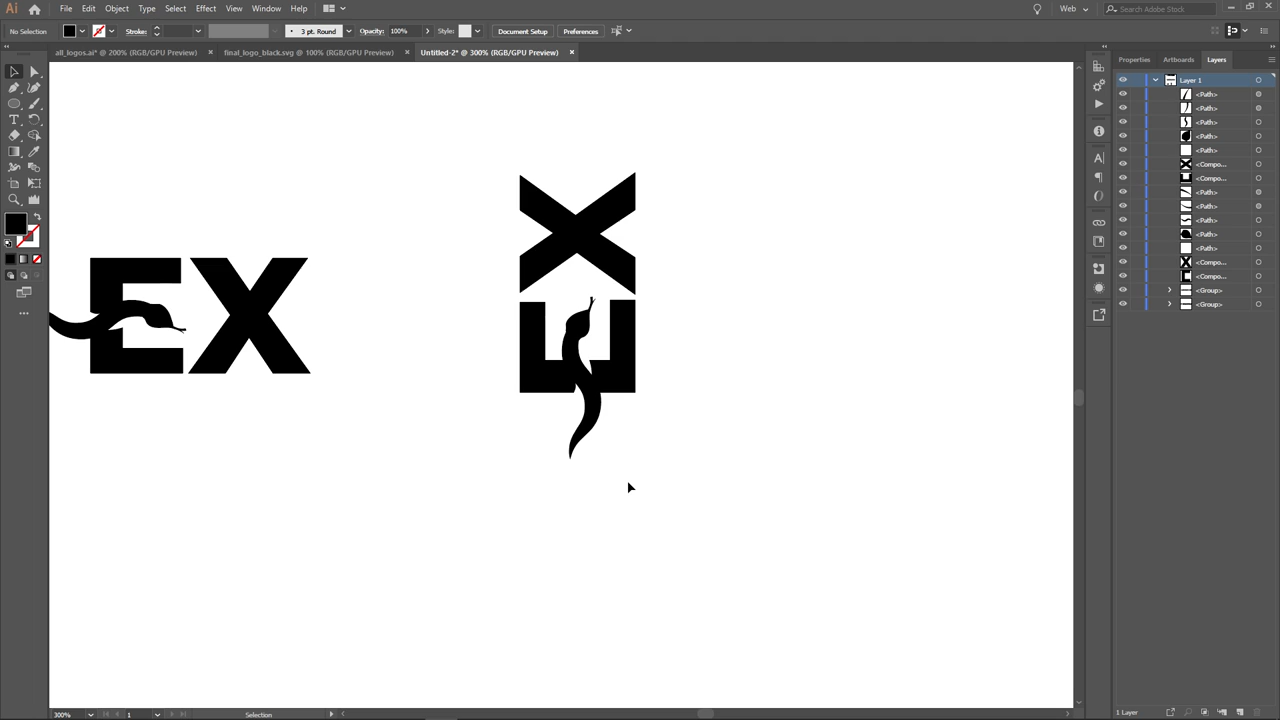 Ai File Edit Object Type Select Effect View Window Help Web Search Adobe Stock
No Selection Stroke: 3 pt. Round Opacity: 100% Style: Document Setup Preferences
all_logos.ai* @ 200% (RGB/GPU Preview) × final_logo_black.svg @ 100% (RGB/GPU Preview) × Untitled-2* @ 300% (RGB/GPU Preview) ×
Properties Artboards Layers
Layer 1
<Path>
<Path>
<Path>
<Path>
<Path>
<Compo...
<Compo...
<Path>
<Path>
<Path>
<Path>
<Path>
<Compo...
<Compo...
<Group>
<Group>
EX
EX
300% 1 Selection
1 Layer